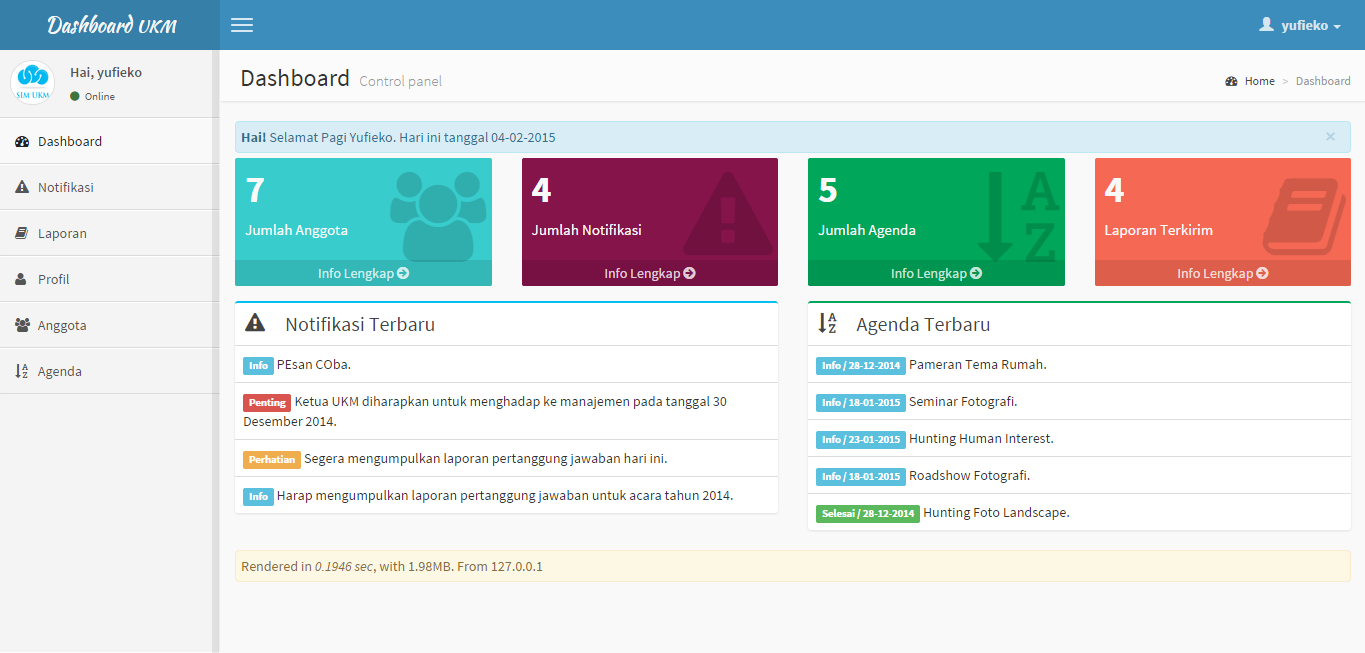 Dashboard UKM
yufieko
Hai, yufieko
Online
SIM UKM
Dashboard
Notifikasi
Laporan
Profil
Anggota
Agenda
Dashboard Control panel
Home > Dashboard
Hai! Selamat Pagi Yufieko. Hari ini tanggal 04-02-2015 ×
7
Jumlah Anggota
Info Lengkap
4
Jumlah Notifikasi
Info Lengkap
5
Jumlah Agenda
Info Lengkap
A
Z
4
Laporan Terkirim
Info Lengkap
Notifikasi Terbaru
Info PEsan COba.
Penting Ketua UKM diharapkan untuk menghadap ke manajemen pada tanggal 30
Desember 2014.
Perhatian Segera mengumpulkan laporan pertanggung jawaban hari ini.
Info Harap mengumpulkan laporan pertanggung jawaban untuk acara tahun 2014.
Agenda Terbaru
Info / 28-12-2014 Pameran Tema Rumah.
Info / 18-01-2015 Seminar Fotografi.
Info / 23-01-2015 Hunting Human Interest.
Info / 18-01-2015 Roadshow Fotografi.
Selesai / 28-12-2014 Hunting Foto Landscape.
Rendered in 0.1946 sec, with 1.98MB. From 127.0.0.1